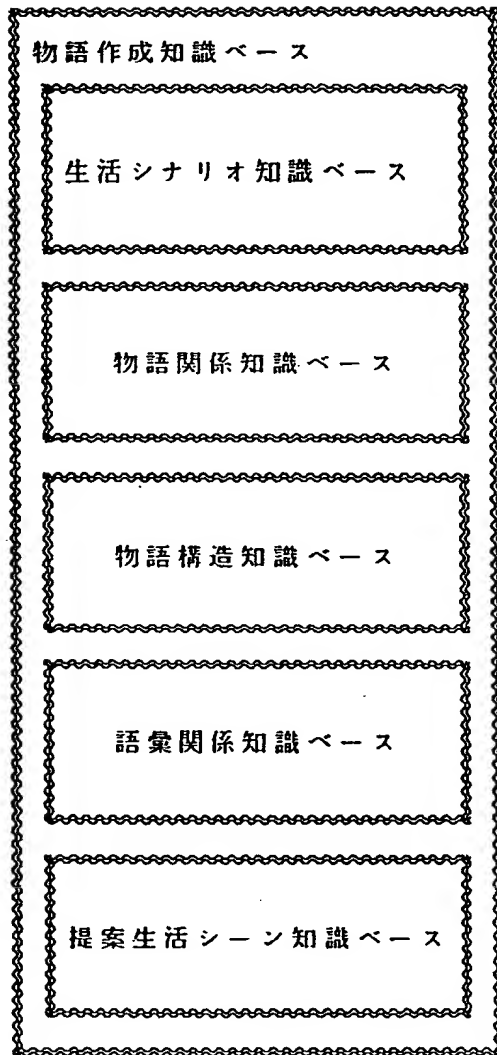 物語作成知識ベース
生活シナリオ知識ベース
物語関係知識ベース
物語構造知識ベース
語彙関係知識ベース
提案生活シーン知識ベース